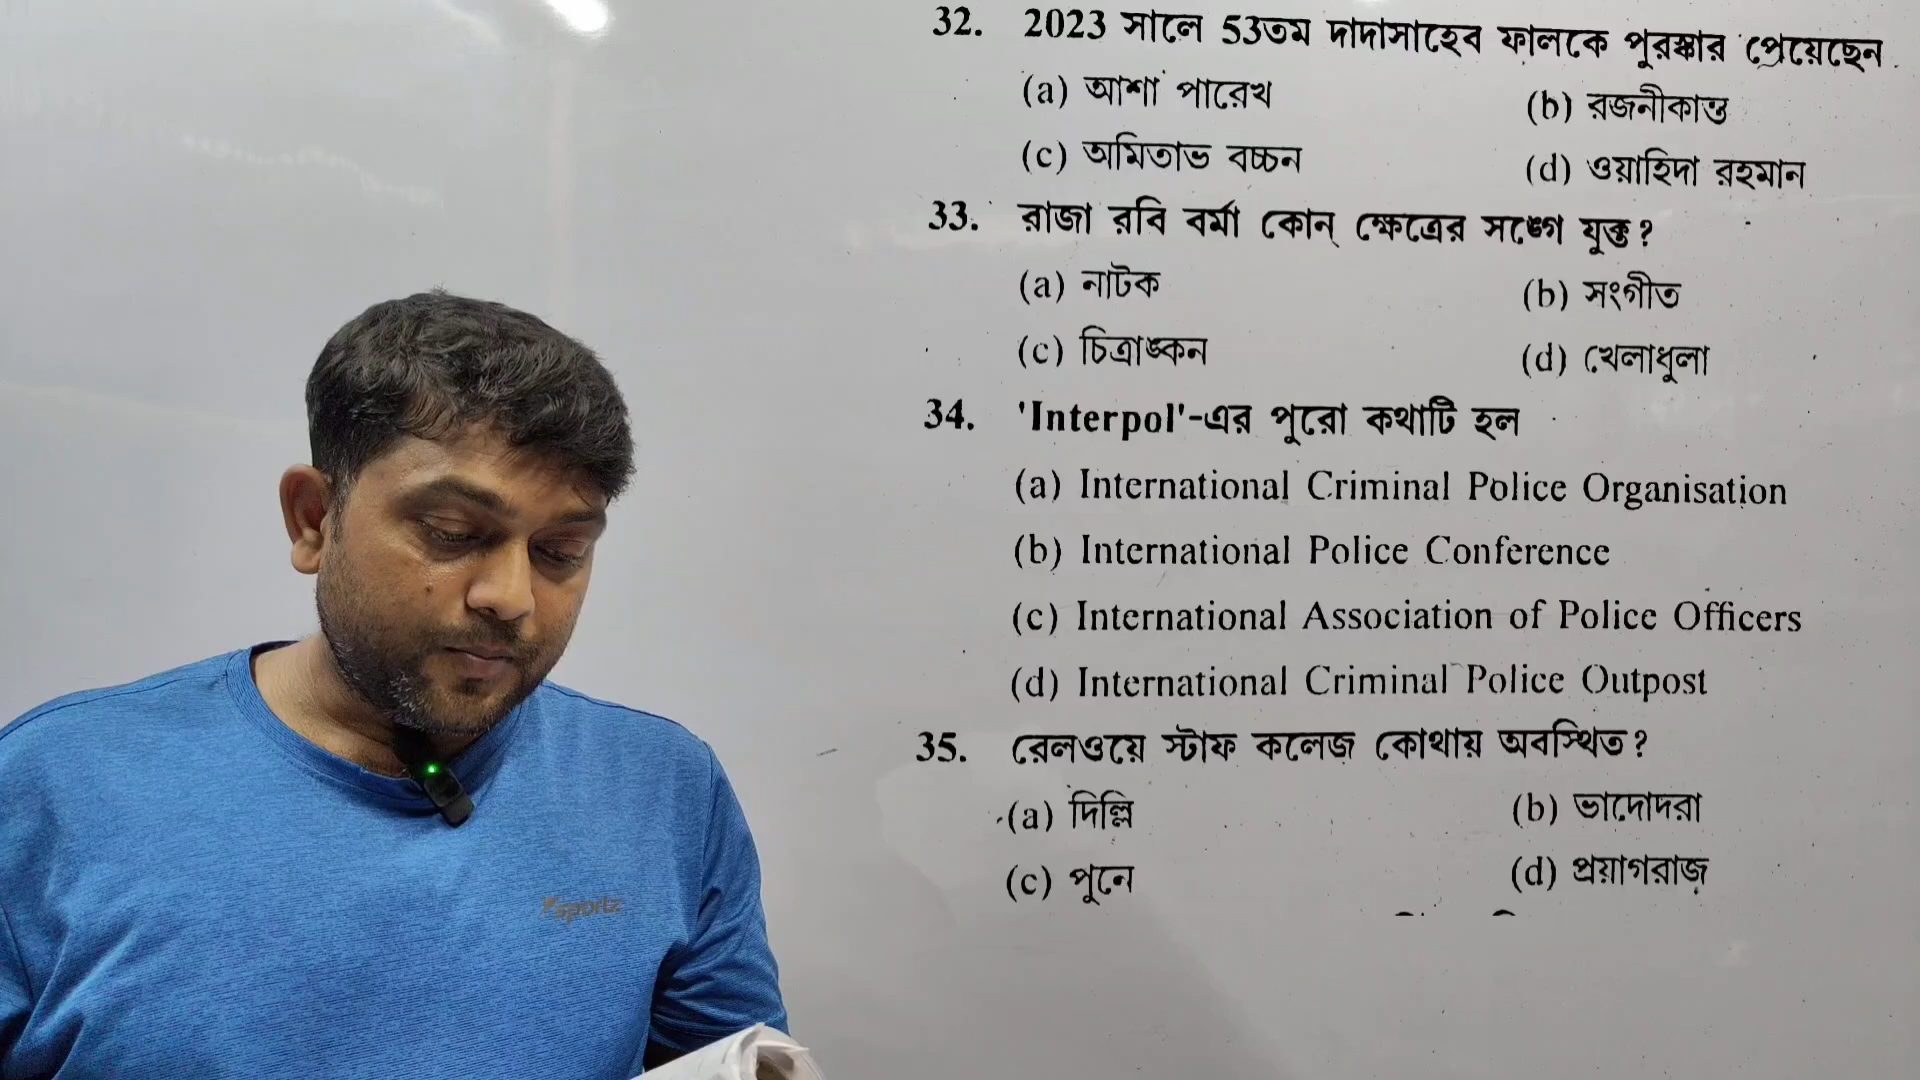 32. 2023 সালে 53তম দাদাসাহেব ফালকে পুরস্কার পেয়েছেন
(a) আশা পারেখ (b) রজনীকান্ত
(c) অমিতাভ বচ্চন (d) ওয়াহিদা রহমান
33. রাজা রবি বর্মা কোন্ ক্ষেত্রের সঙ্গে যুক্ত?
(a) নাটক (b) সংগীত
(c) চিত্রাঙ্কন (d) খেলাধুলা
34. 'Interpol'-এর পুরো কথাটি হল
(a) International Criminal Police Organisation
(b) International Police Conference
(c) International Association of Police Officers
(d) International Criminal Police Outpost
35. রেলওয়ে স্টাফ কলেজ কোথায় অবস্থিত?
(a) দিল্লি (b) ভাদোদরা
(c) পুনে (d) প্রয়াগরাজ
sportz